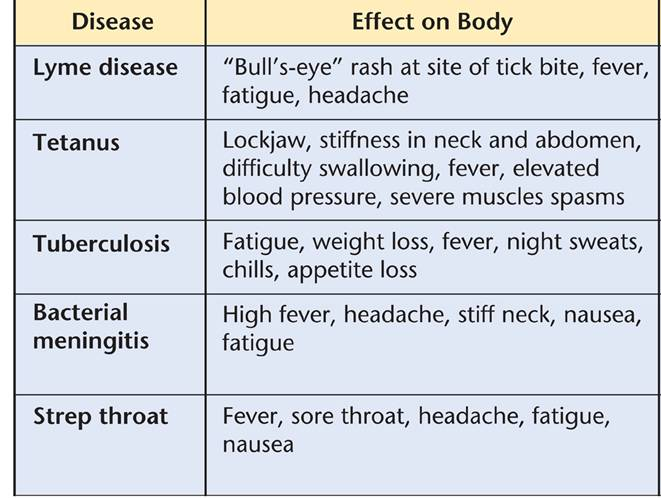 Disease
Effect on Body
Lyme disease
“Bull’s-eye” rash at site of tick bite, fever,
fatigue, headache
Tetanus
Lockjaw, stiffness in neck and abdomen,
difficulty swallowing, fever, elevated
blood pressure, severe muscles spasms
Tuberculosis
Fatigue, weight loss, fever, night sweats,
chills, appetite loss
Bacterial
meningitis
High fever, headache, stiff neck, nausea,
fatigue
Strep throat
Fever, sore throat, headache, fatigue,
nausea